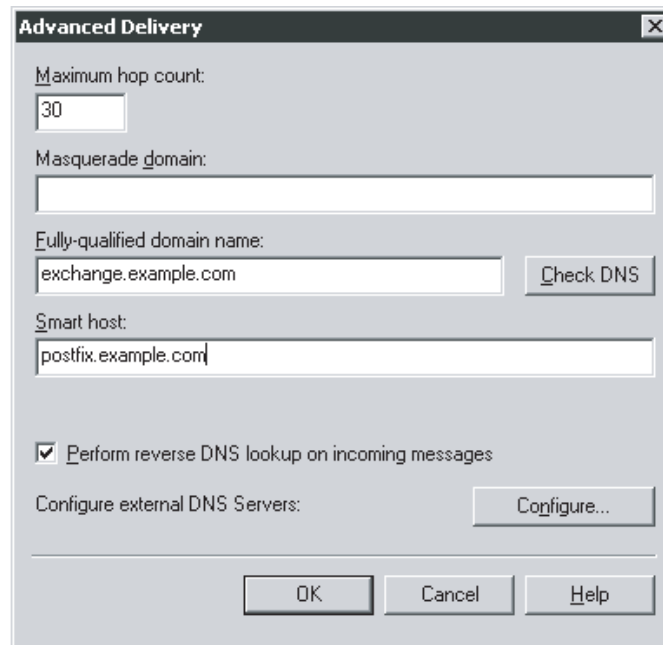 Advanced Delivery
Maximum hop count:
30
Masquerade domain:
Fully-qualified domain name:
exchange.example.com
Check DNS
Smart host:
postfix.example.com
Perform reverse DNS lookup on incoming messages
Configure external DNS Servers:
Configure...
OK
Cancel
Help